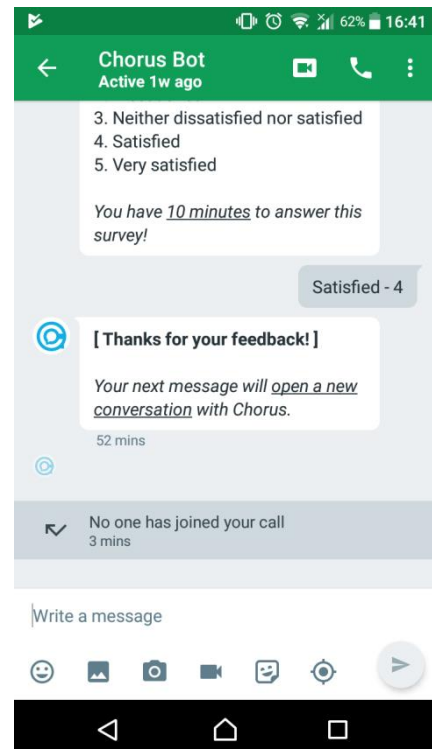 62% 16:41
Chorus Bot
Active 1w ago
3. Neither dissatisfied nor satisfied
4. Satisfied
5. Very satisfied
You have 10 minutes to answer this
survey!
Satisfied - 4
[ Thanks for your feedback! ]
Your next message will open a new
conversation with Chorus.
52 mins
No one has joined your call
3 mins
Write a message